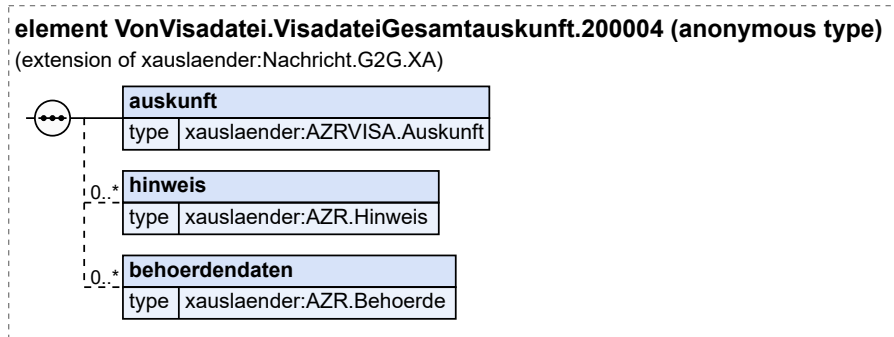 element VonVisadatei.VisadateiGesamtauskunft.200004 (anonymous type)
(extension of xauslaender:Nachricht.G2G.XA)
auskunft
type xauslaender:AZRVISA.Auskunft
0..* hinweis
type xauslaender:AZR.Hinweis
0..* behoerdendaten
type xauslaender:AZR.Behoerde